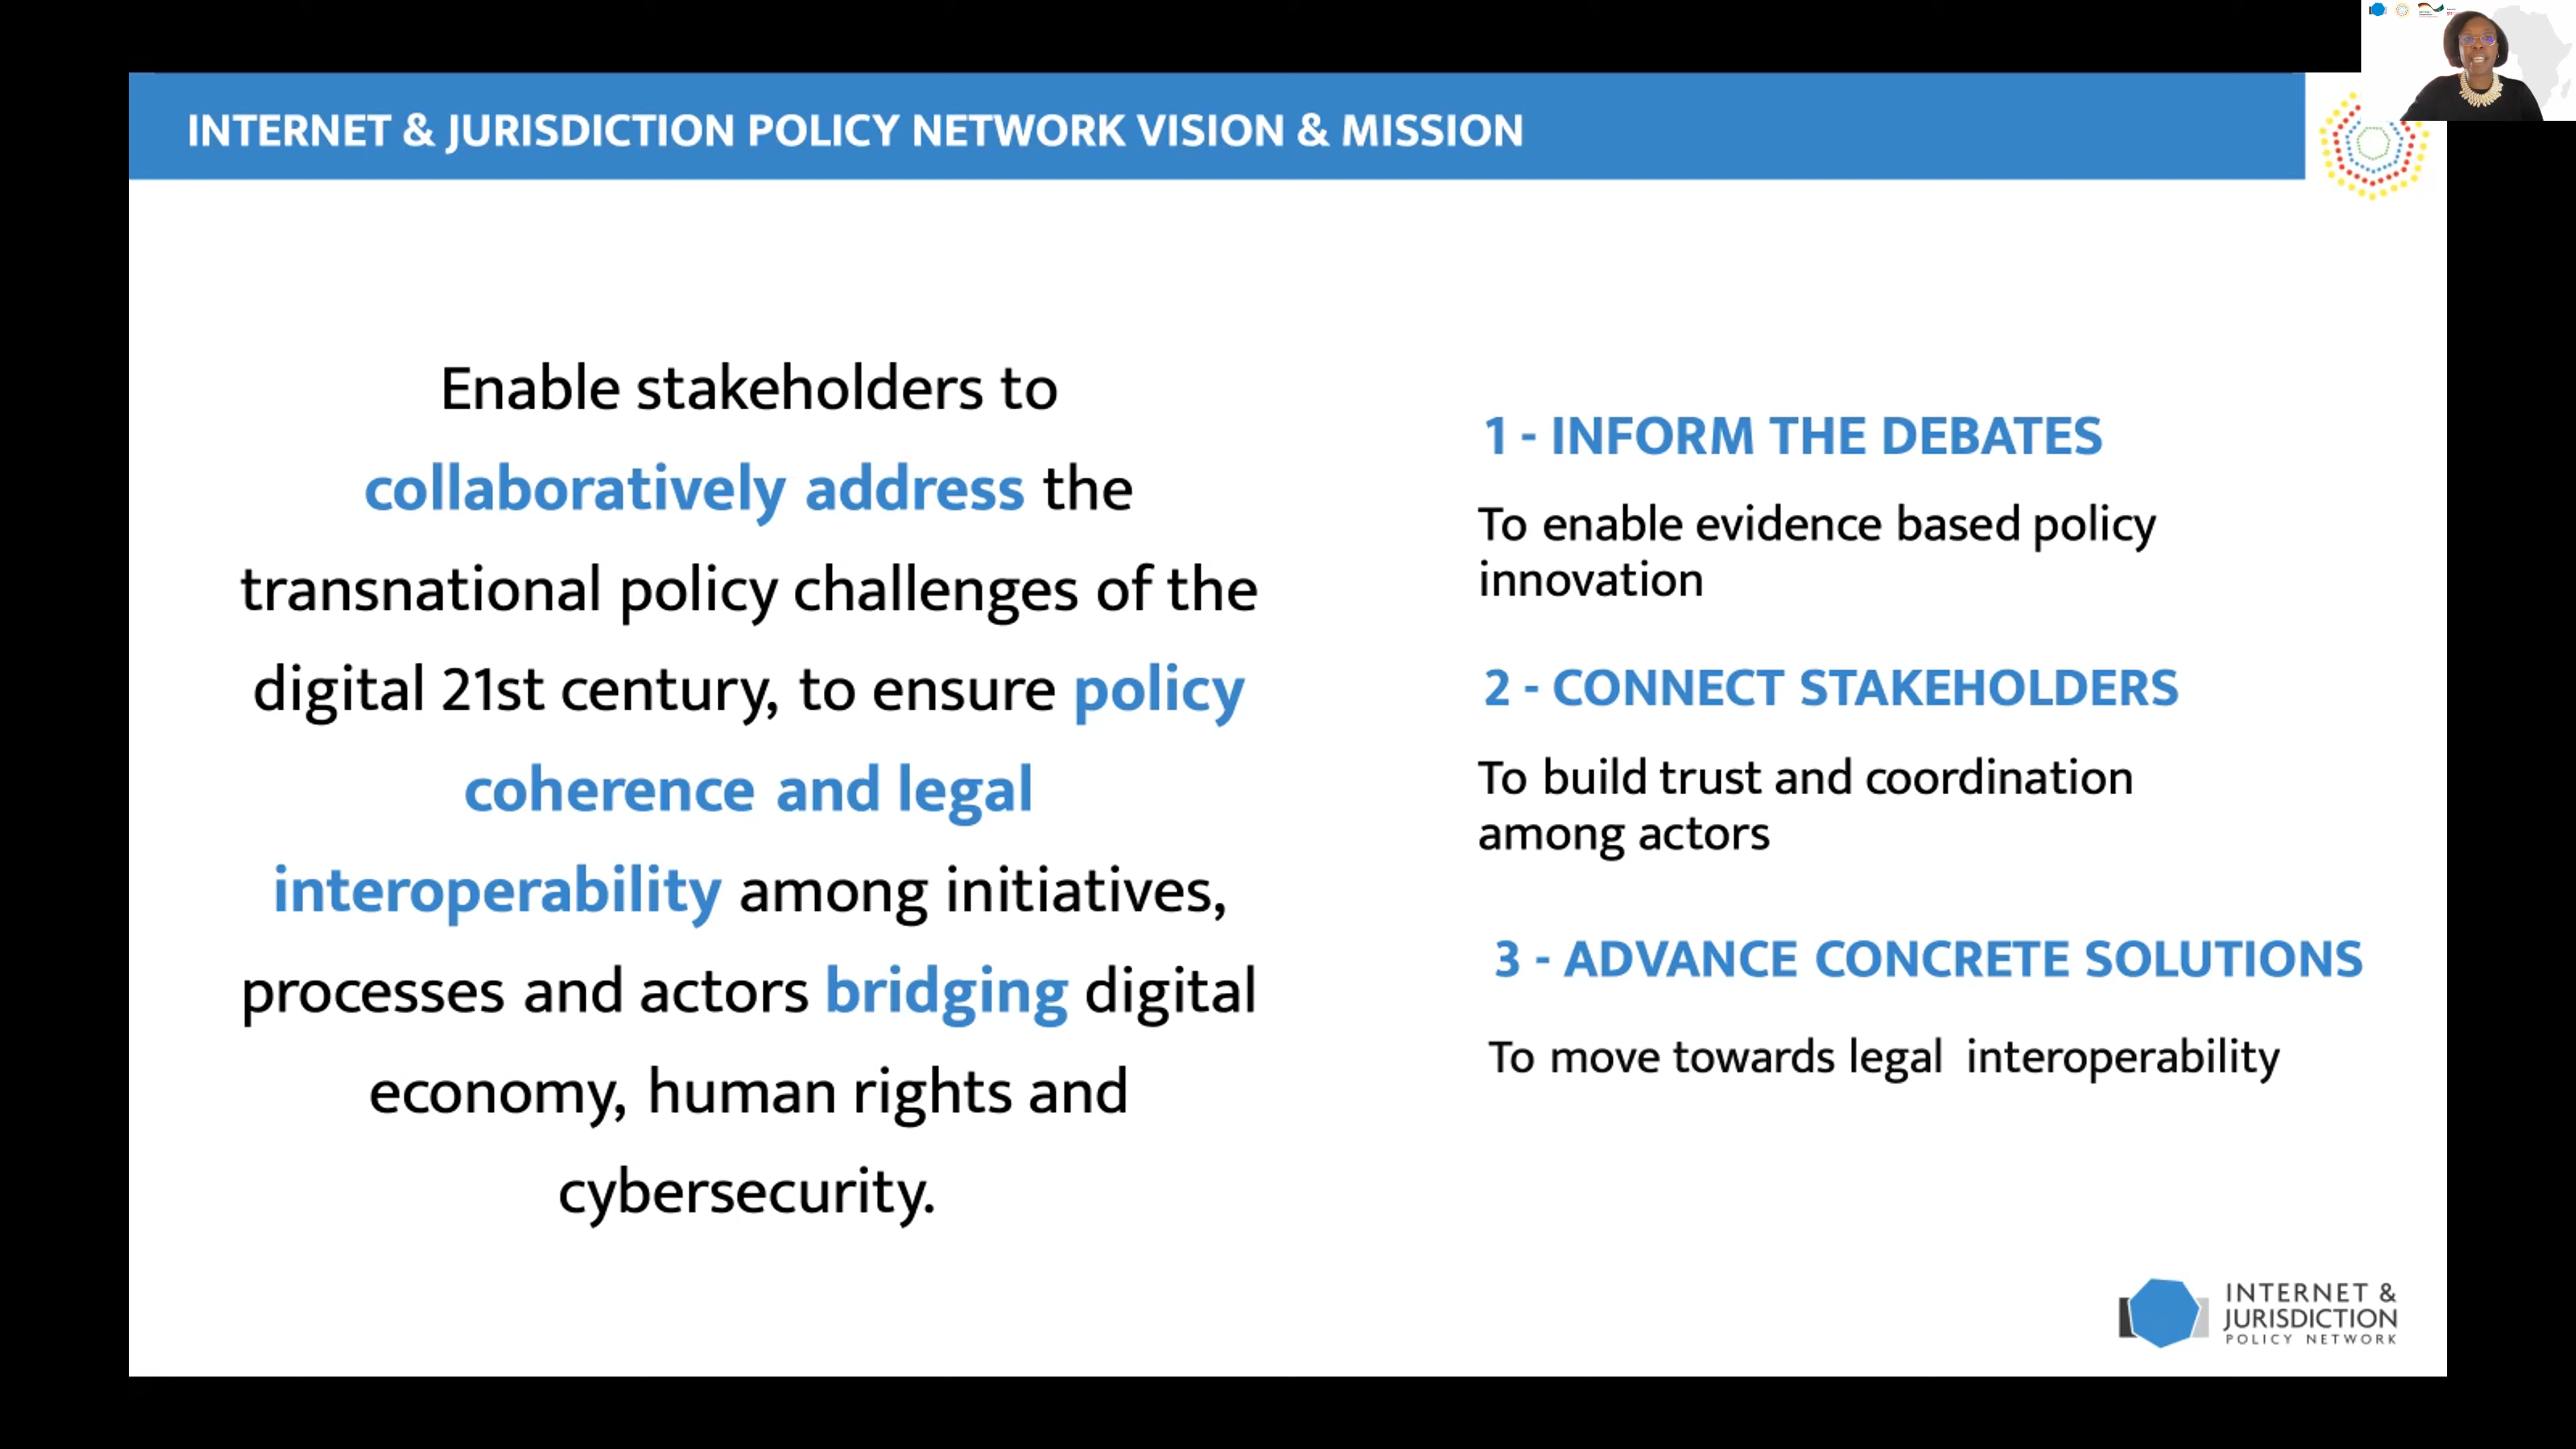 INTERNET & JURISDICTION POLICY NETWORK VISION & MISSION
Enable stakeholders to
collaboratively address the
transnational policy challenges of the
digital 21st century, to ensure policy
coherence and legal
interoperability among initiatives,
processes and actors bridging digital
economy, human rights and
cybersecurity.
1 - INFORM THE DEBATES
To enable evidence based policy
innovation
2 - CONNECT STAKEHOLDERS
To build trust and coordination
among actors
3 - ADVANCE CONCRETE SOLUTIONS
To move towards legal interoperability
INTERNET &
JURISDICTION
POLICY NETWORK